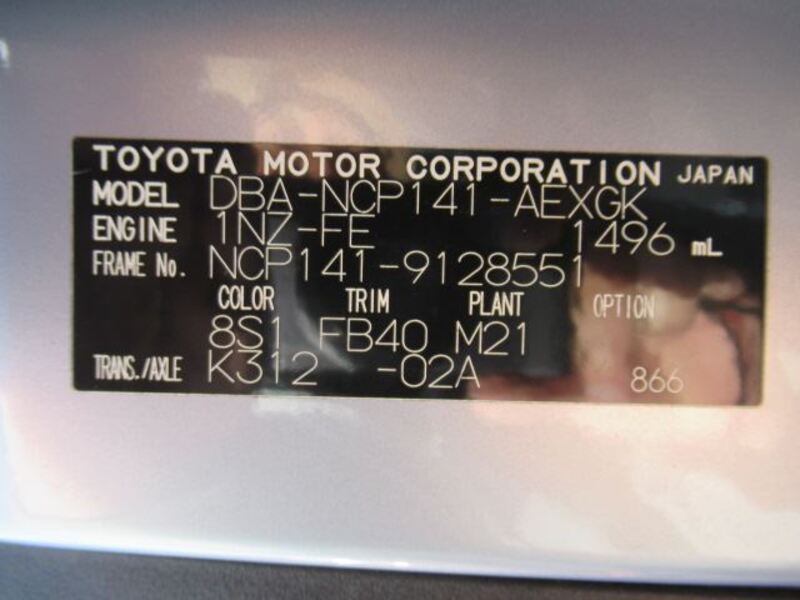 TOYOTA MOTOR CORPORATION JAPAN
MODEL DBA-NCP141-AEXGK
ENGINE 1NZ-FE 1496 mL
FRAME No. NCP141-9128551
COLOR TRIM PLANT OPTION
8S1 FB40 M21
TRANS./AXLE K312 -02A 866